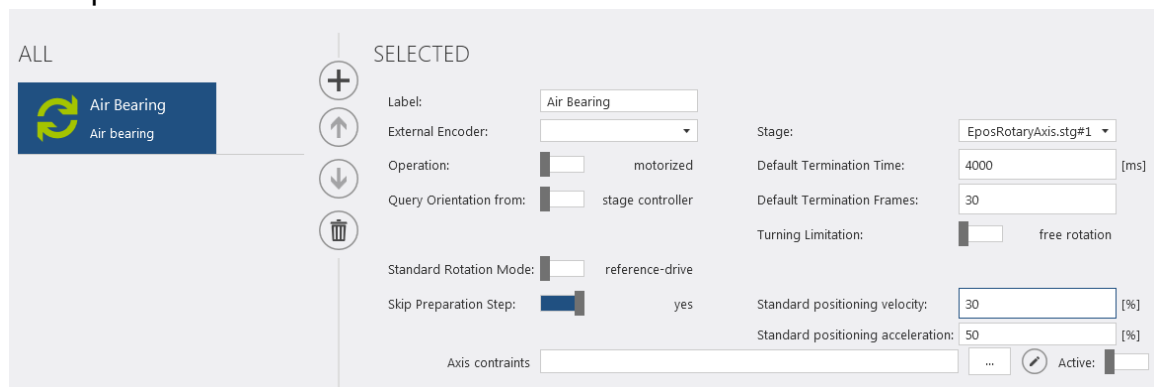 ALL
SELECTED
Air Bearing
Air bearing
Label: Air Bearing
External Encoder: Stage: EposRotaryAxis.stg#1
Operation: motorized Default Termination Time: 4000 [ms]
Query Orientation from: stage controller Default Termination Frames: 30
Turning Limitation: free rotation
Standard Rotation Mode: reference-drive
Skip Preparation Step: yes Standard positioning velocity: 30 [%]
Standard positioning acceleration: 50 [%]
Axis contraints ... Active: